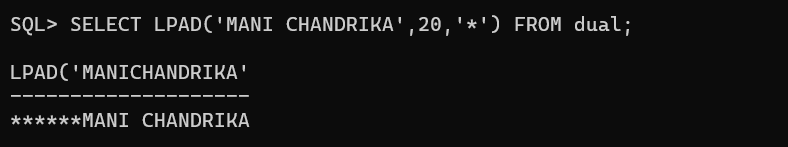 SQL> SELECT LPAD('MANI CHANDRIKA',20,'*') FROM dual;
LPAD('MANICHANDRIKA'
--------------------
******MANI CHANDRIKA